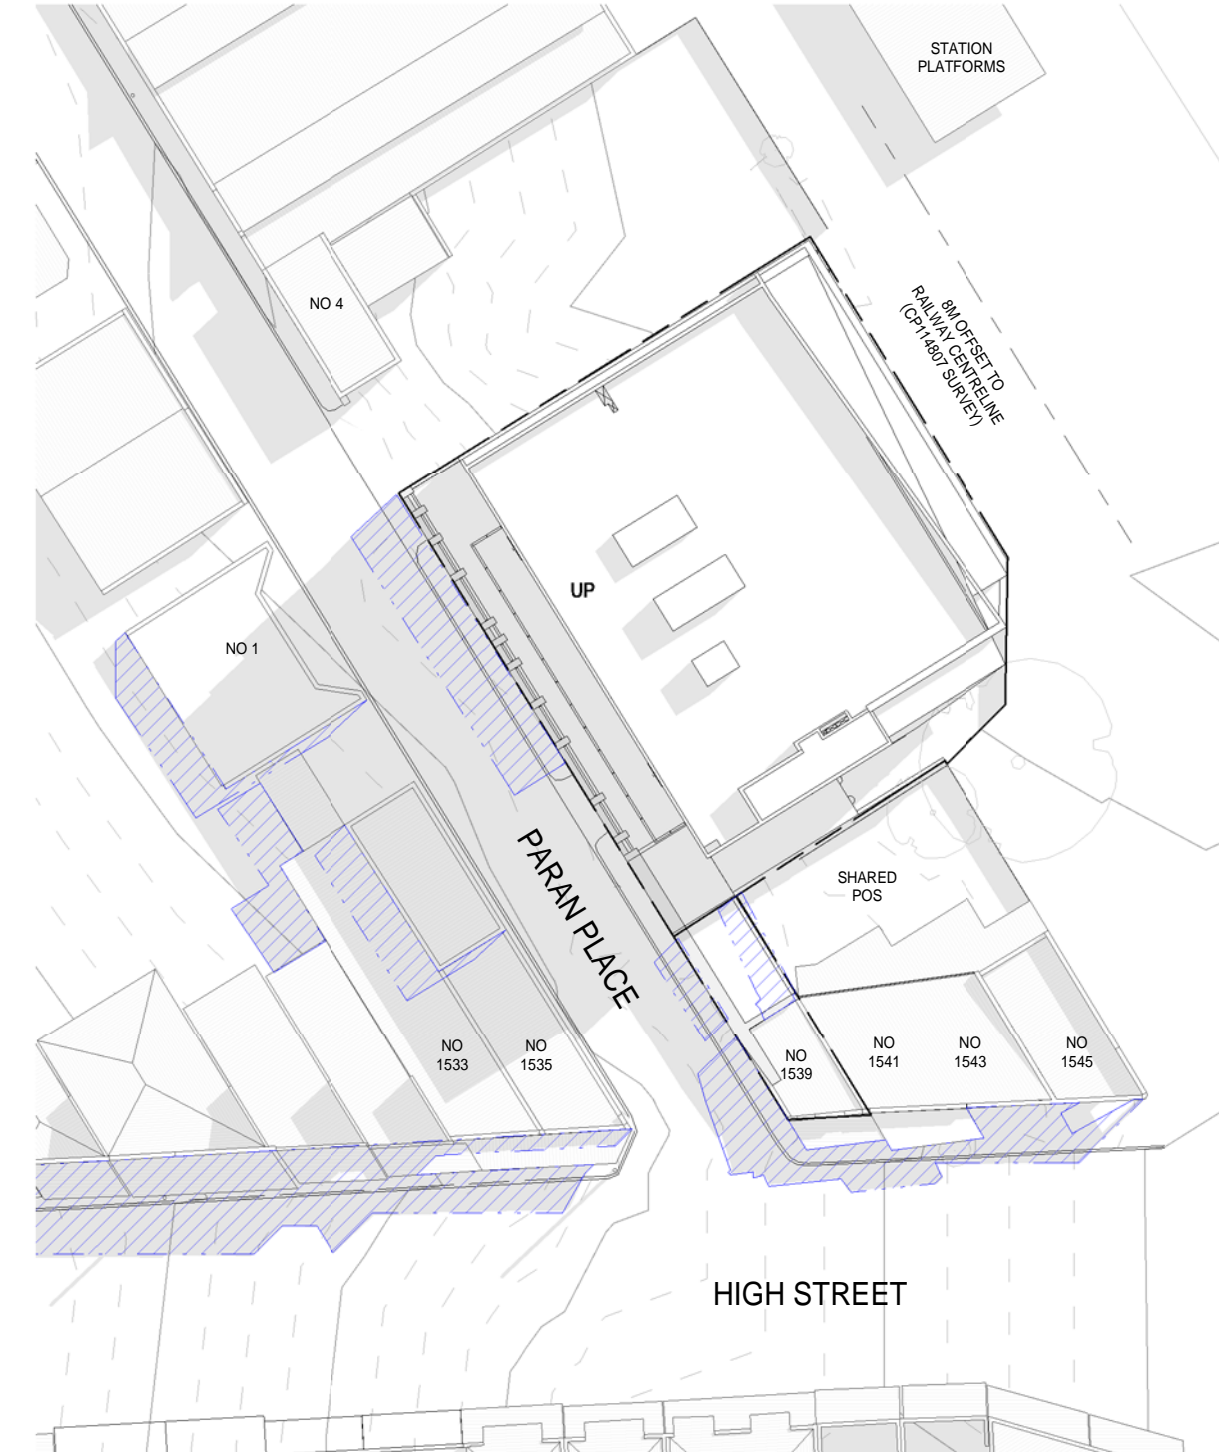 STATION
PLATFORMS
NO 4
8M OFFSET TO
RAILWAY CENTRELINE
(CP114807 SURVEY)
UP
NO 1
PARAN PLACE
SHARED
POS
NO
1533
NO
1535
NO
1539
NO
1541
NO
1543
NO
1545
HIGH STREET